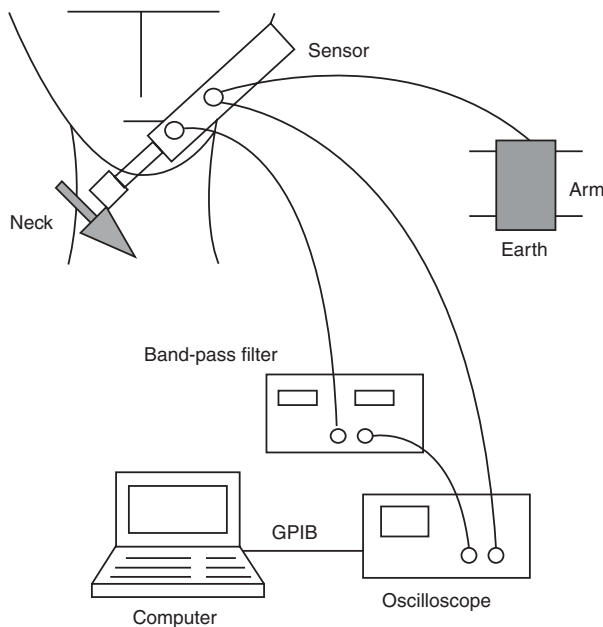 Sensor
Arm
Neck
Earth
Band-pass filter
GPIB
Oscilloscope
Computer